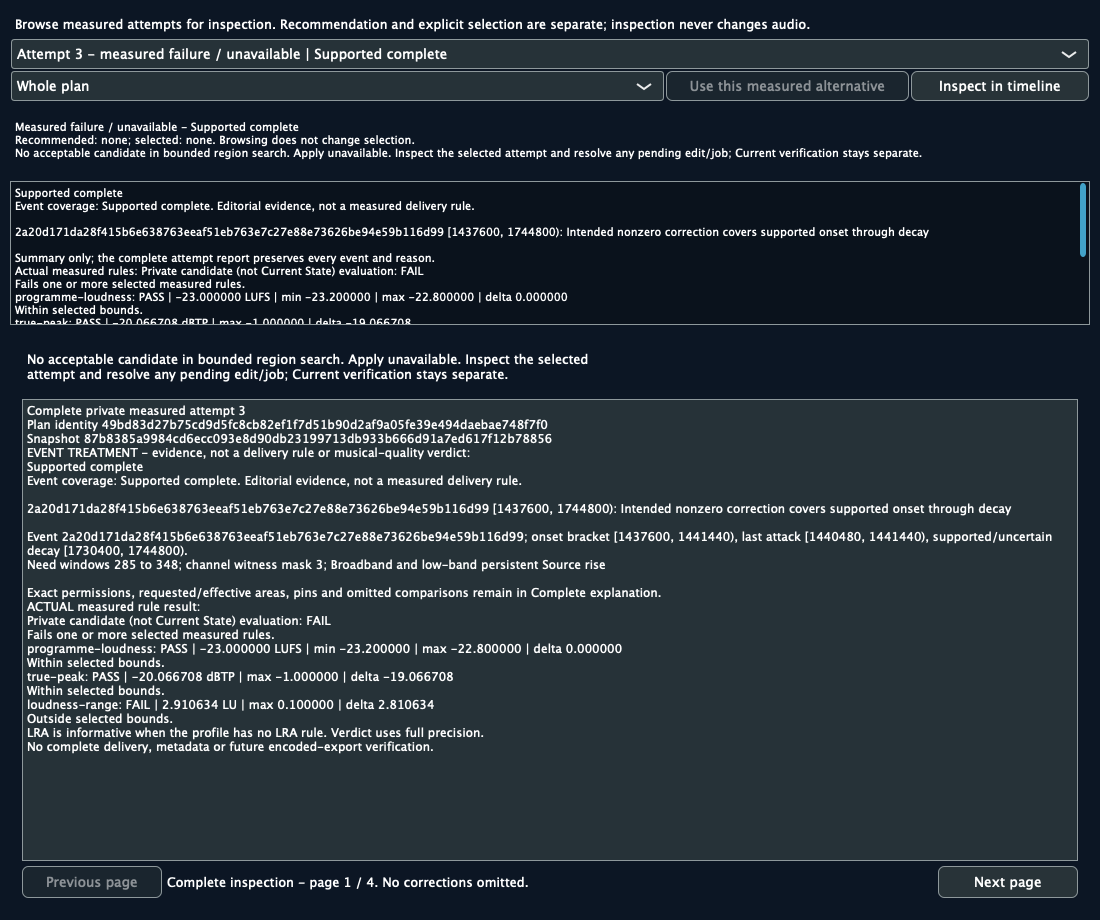 Browse measured attempts for inspection. Recommendation and explicit selection are separate; inspection never changes audio.
Attempt 3 – measured failure / unavailable | Supported complete
Whole plan
Use this measured alternative
Inspect in timeline
Measured failure / unavailable – Supported complete
Recommended: none; selected: none. Browsing does not change selection.
No acceptable candidate in bounded region search. Apply unavailable. Inspect the selected attempt and resolve any pending edit/job; Current verification stays separate.
Supported complete
Event coverage: Supported complete. Editorial evidence, not a measured delivery rule.
2a20d171da28f415b6e638763eeaf51eb763e7c27e88e73626be94e59b116d99 [1437600, 1744800): Intended nonzero correction covers supported onset through decay
Summary only; the complete attempt report preserves every event and reason.
Actual measured rules: Private candidate (not Current State) evaluation: FAIL
Fails one or more selected measured rules.
programme-loudness: PASS | -23.000000 LUFS | min -23.200000 | max -22.800000 | delta 0.000000
Within selected bounds.
true-peak: PASS | -20.066708 dBTP | max -1.000000 | delta -19.066708
No acceptable candidate in bounded region search. Apply unavailable. Inspect the selected
attempt and resolve any pending edit/job; Current verification stays separate.
Complete private measured attempt 3
Plan identity 49bd83d27b75cd9d5fc8cb82ef1f7d51b90d2af9a05fe39e494daebae748f7f0
Snapshot 87b8385a9984cd6ecc093e8d90db23199713db933b666d91a7ed617f12b78856
EVENT TREATMENT – evidence, not a delivery rule or musical-quality verdict:
Supported complete
Event coverage: Supported complete. Editorial evidence, not a measured delivery rule.
2a20d171da28f415b6e638763eeaf51eb763e7c27e88e73626be94e59b116d99 [1437600, 1744800): Intended nonzero correction covers supported onset through decay
Event 2a20d171da28f415b6e638763eeaf51eb763e7c27e88e73626be94e59b116d99; onset bracket [1437600, 1441440), last attack [1440480, 1441440), supported/uncertain
decay [1730400, 1744800).
Need windows 285 to 348; channel witness mask 3; Broadband and low-band persistent Source rise
Exact permissions, requested/effective areas, pins and omitted comparisons remain in Complete explanation.
ACTUAL measured rule result:
Private candidate (not Current State) evaluation: FAIL
Fails one or more selected measured rules.
programme-loudness: PASS | -23.000000 LUFS | min -23.200000 | max -22.800000 | delta 0.000000
Within selected bounds.
true-peak: PASS | -20.066708 dBTP | max -1.000000 | delta -19.066708
Within selected bounds.
loudness-range: FAIL | 2.910634 LU | max 0.100000 | delta 2.810634
Outside selected bounds.
LRA is informative when the profile has no LRA rule. Verdict uses full precision.
No complete delivery, metadata or future encoded-export verification.
Previous page
Complete inspection – page 1 / 4. No corrections omitted.
Next page